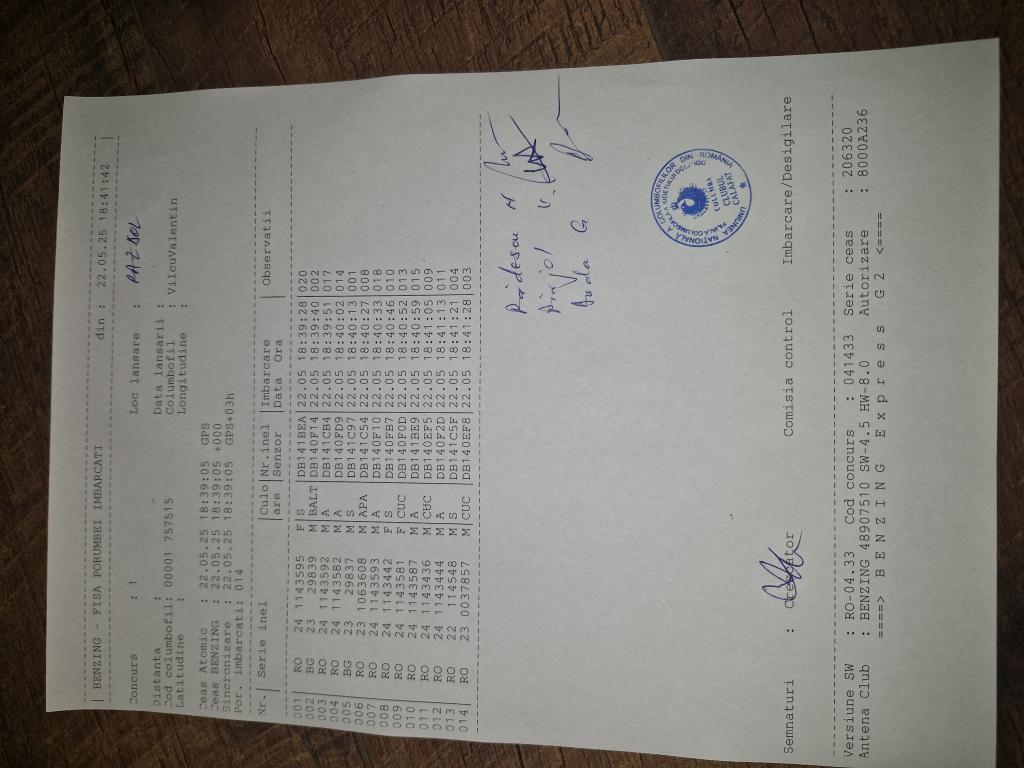 | BENZING - FISA PORUMBEI IMBARCATI din : 22.05.25 18:41:42 |
Concurs : 1 Loc lansare : PAZSOL
Distanta : Data lansarii :
Cod columbofil: 00001 757515 Columbofil : VilcuValentin
Latitudine : Longitudine :
Ceas Atomic : 22.05.25 18:39:05 GPS
Ceas BENZING : 22.05.25 18:39:05 +000
Sincronizare : 22.05.25 18:39:05 GPS+03h
Por. imbarcati: 014
Nr. | Serie inel |Culo|Nr.inel |Imbarcare | Observatii
|are |Senzor |Data Ora |
001| RO 24 1143595 F| S |DB141BEA|22.05 18:39:28|020
002| BG 23 29839 M|BALT|DB140F14|22.05 18:39:40|002
003| RO 24 1143592 M| A |DB141CB4|22.05 18:39:51|017
004| RO 24 1143582 M| A |DB140FD9|22.05 18:40:02|014
005| BG 23 29837 M| S |DB141C97|22.05 18:40:13|001
006| RO 23 1063608 M|APA |DB141C54|22.05 18:40:27|008
007| RO 24 1143593 M| A |DB140F10|22.05 18:40:33|018
008| RO 24 1143442 F| S |DB140FB7|22.05 18:40:46|010
009| RO 24 1143581 F|CUC |DB140F0D|22.05 18:40:52|013
010| RO 24 1143587 M| A |DB141BE9|22.05 18:40:59|015
011| RO 24 1143436 M|CUC |DB140EF5|22.05 18:41:05|009
012| RO 24 1143444 M| A |DB140F2D|22.05 18:41:13|011
013| RO 22 114548 M| S |DB141C5F|22.05 18:41:21|004
014| RO 23 0037857 M|CUC |DB140EF8|22.05 18:41:28|003
UNIUNEA NATIONALĂ A COLUMBOFILILOR DIN ROMÂNIA
COLUMBA
CLUBUL
CALAFAT
Semnaturi : Crescator Comisia control Imbarcare/Desigilare
Versiune SW : RO-04.33 Cod concurs : 041433 Serie ceas : 206320
Antena Club : BENZING 48907510 SW-4.5 HW-8.0 Autorizare : 8000A236
====> B E N Z I N G E x p r e s s G 2 <====